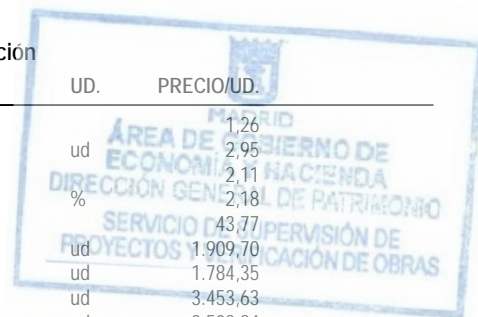 ción
UD. PRECIO/UD.
MADRID
1,26
ÁREA DE GOBIERNO DE
ud 2,95
ECONOMÍA Y HACIENDA
2,11
DIRECCIÓN GENERAL DE PATRIMONIO
% 2,18
SERVICIO DE SUPERVISIÓN DE
43,77
PROYECTOS Y
ud 1.909,70
CACIÓN DE OBRAS
ud 1.784,35
ud 3.453,63